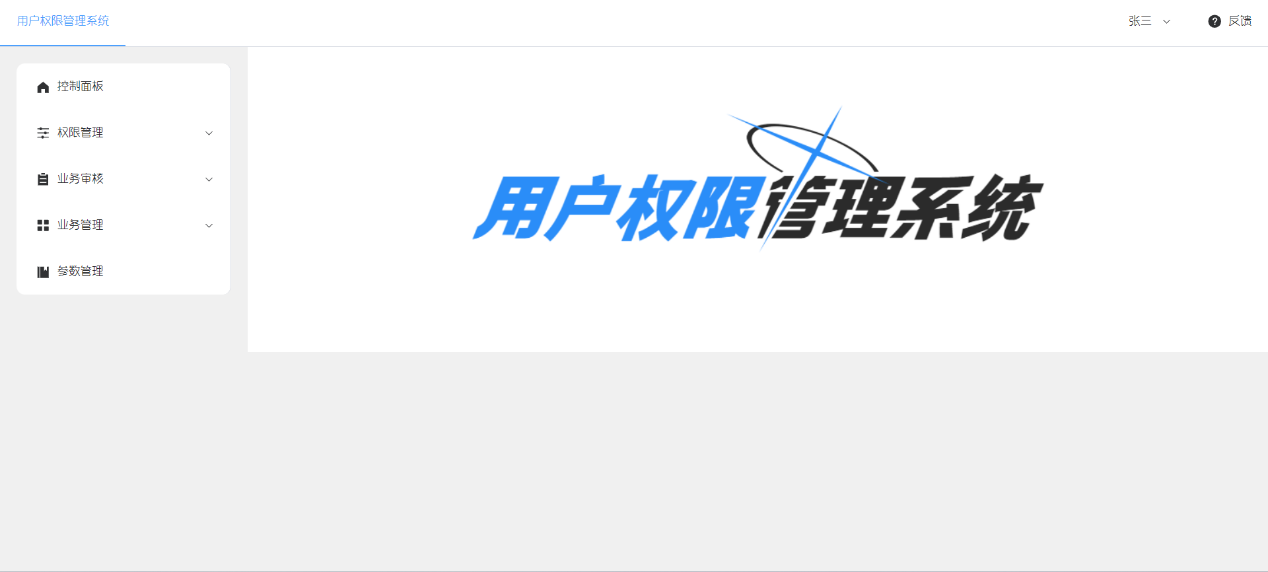 用户权限管理系统
张三
反馈
控制面板
权限管理
业务审核
业务管理
参数管理
用户权限管理系统